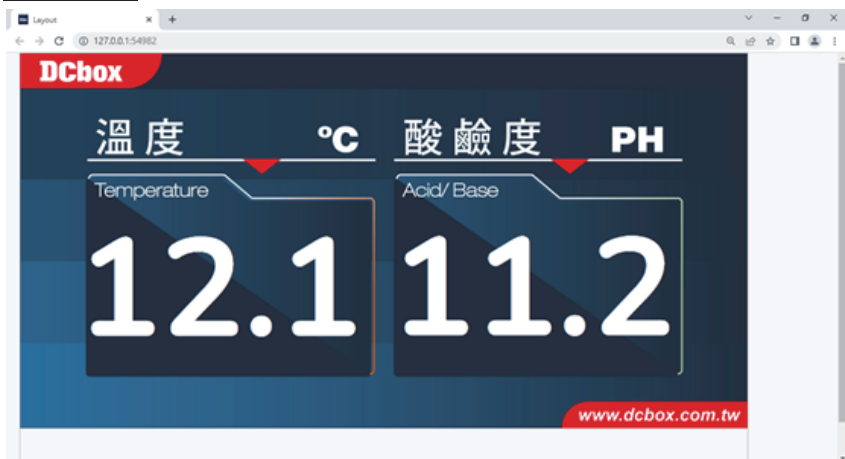 Layout
127.0.0.1:54982
DCbox
溫度 °C
酸鹼度 PH
Temperature
Acid/Base
12.1
11.2
www.dcbox.com.tw